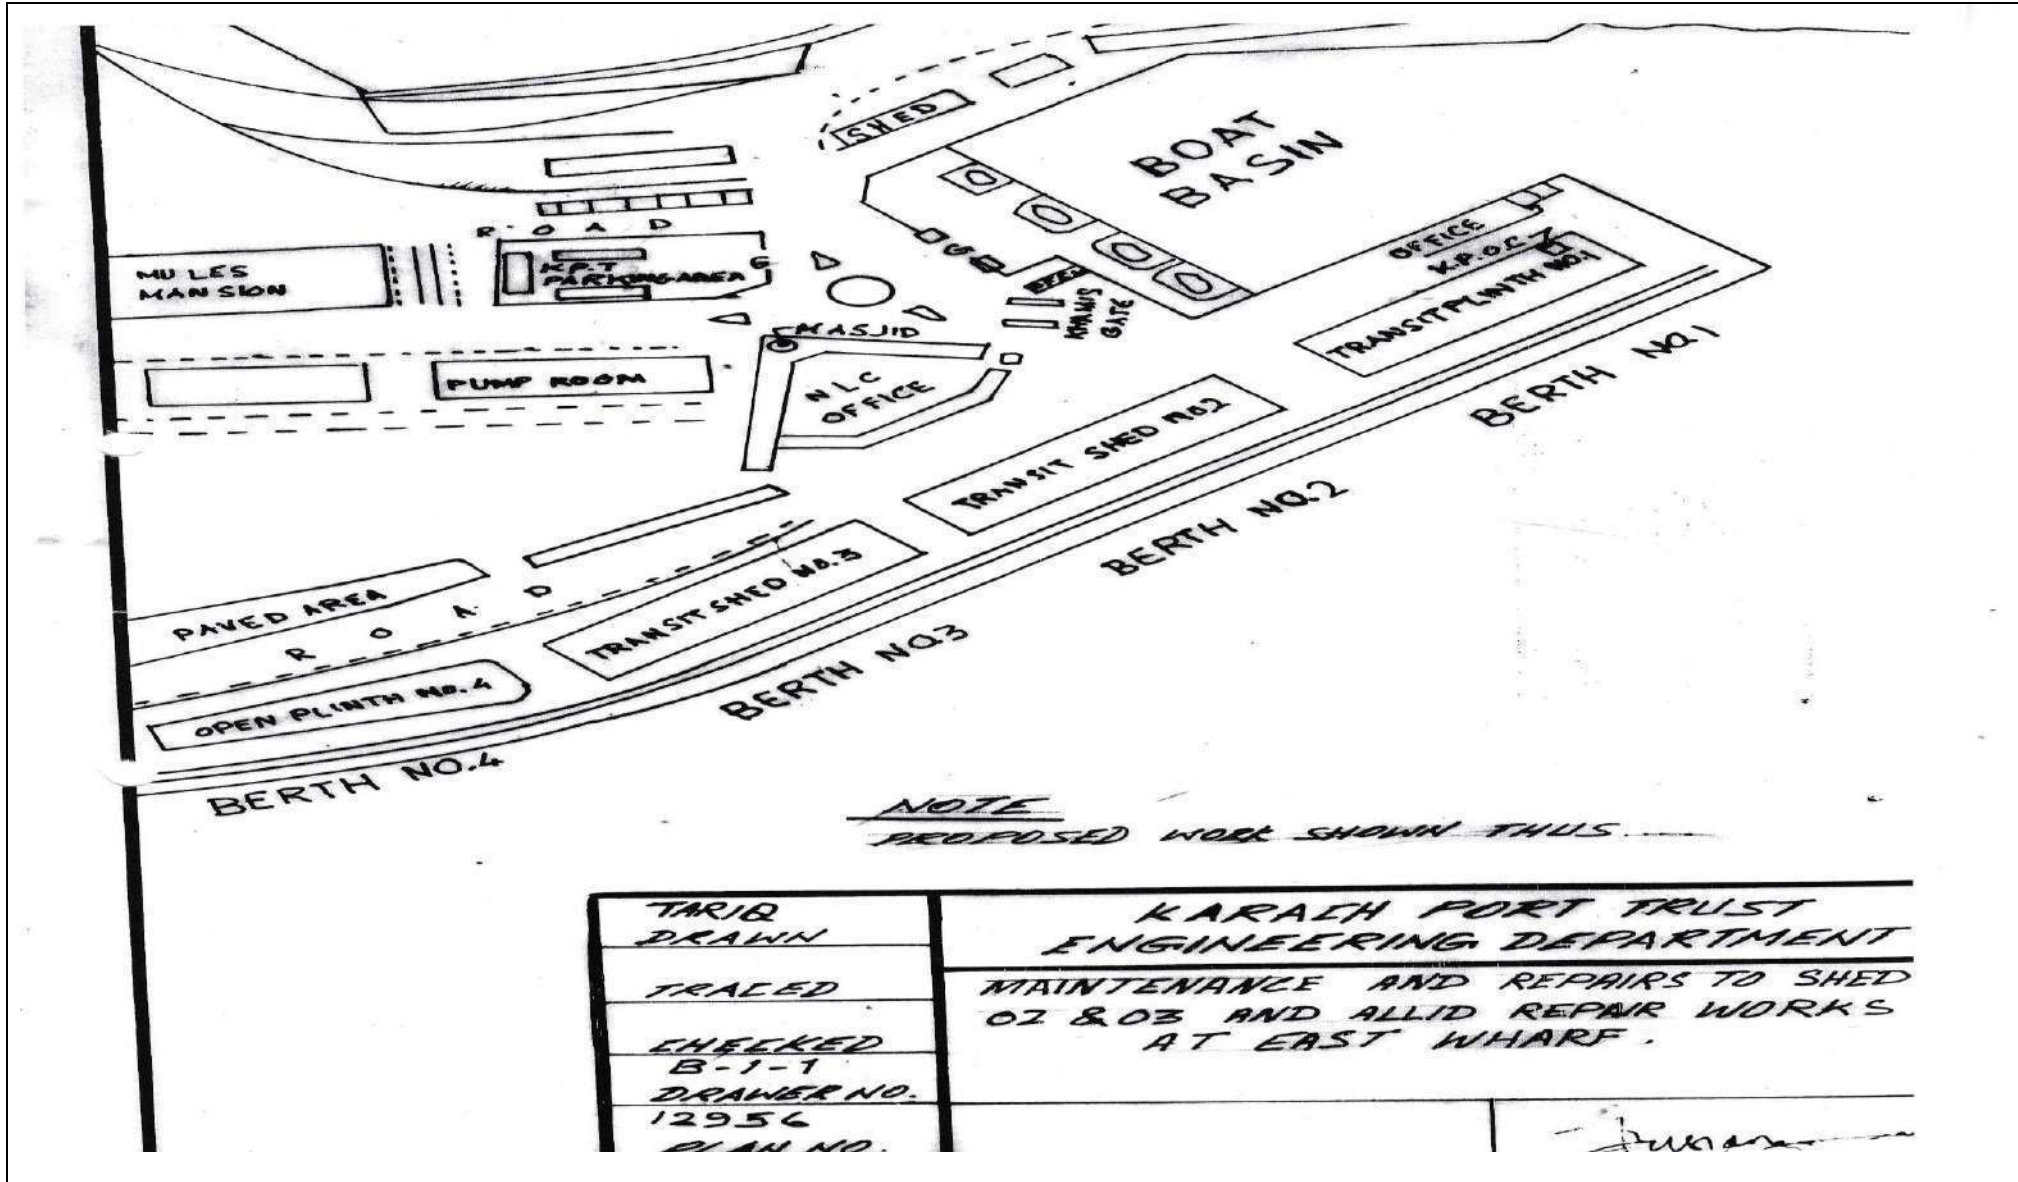 SHED
BOAT
BASIN
ROAD
MULES
MANSION
K.P.T
PARKING AREA
OFFICE
K.P.O.C
TRANSIT PLINTH NO.1
MASJID
KHAMIS
GATE
PUMP ROOM
NLC
OFFICE
BERTH NO.1
TRANSIT SHED NO2
BERTH NO.2
TRANSIT SHED NO.3
BERTH NO.3
PAVED AREA
ROAD
OPEN PLINTH NO.4
BERTH NO.4
NOTE
PROPOSED WORK SHOWN THUS
TARIQ
DRAWN
TRACED
CHECKED
B-1-1
DRAWER NO.
12956
PLAN NO.
KARACH PORT TRUST
ENGINEERING DEPARTMENT
MAINTENANCE AND REPAIRS TO SHED
02 & 03 AND ALLID REPAIR WORKS
AT EAST WHARF.